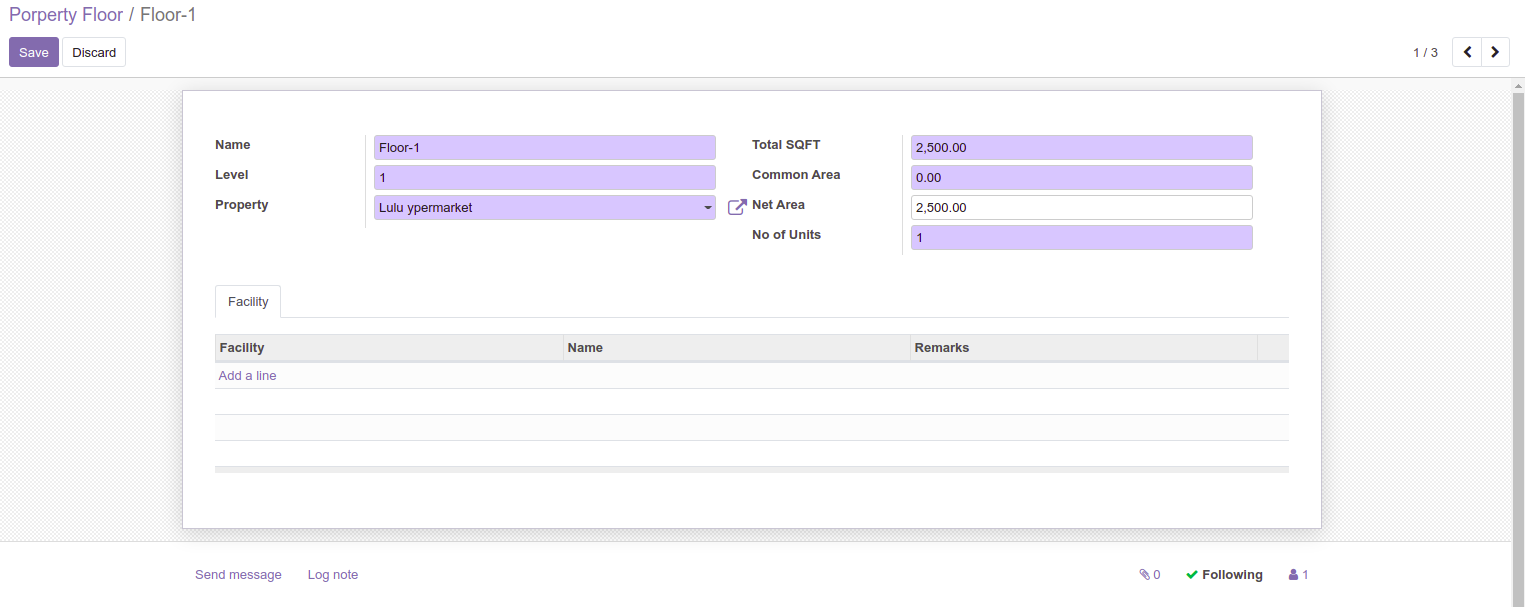 Porperty Floor / Floor-1
Save Discard 1 / 3
Name Floor-1
Level 1
Property Lulu ypermarket
Total SQFT 2,500.00
Common Area 0.00
Net Area 2,500.00
No of Units 1
Facility
Facility Name Remarks
Add a line
Send message Log note 0 Following 1